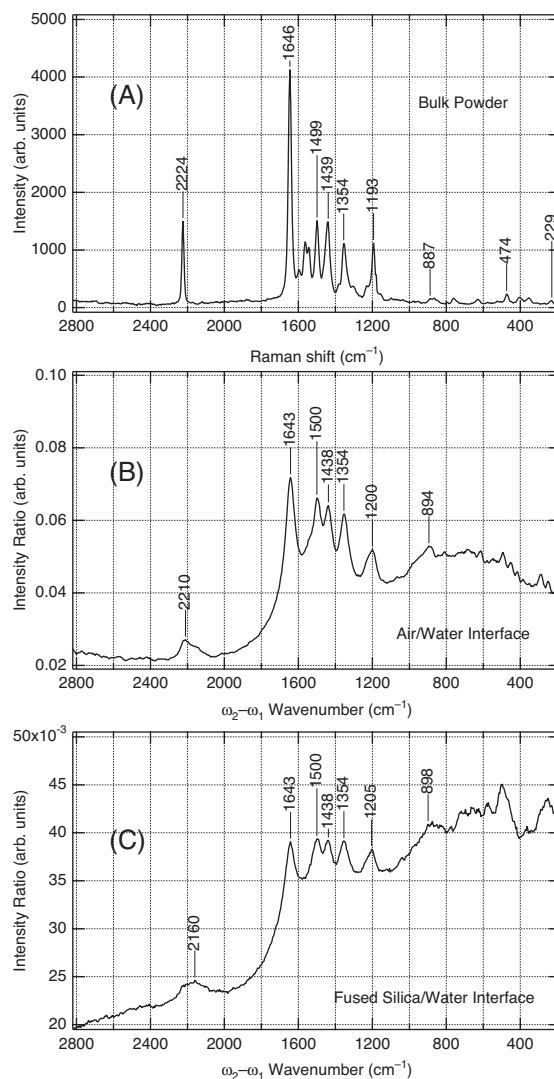 1646
5000
(A)
Bulk Powder
4000
3000
1499
1439
2224
1354
1193
2000
887
474
229
1000
0
Intensity (arb. units)
2800 2400 2000 1600 1200 800 400
Raman shift (cm⁻¹)
0.10
(B)
1643
1500
1438
1354
0.08
1200
894
0.06
2210
0.04
Air/Water Interface
0.02
Intensity Ratio (arb. units)
2800 2400 2000 1600 1200 800 400
ω₂–ω₁ Wavenumber (cm⁻¹)
50x10⁻³
1643
1500
1438
1354
1205
898
45
(C)
40
35
30
2160
25
Fused Silica/Water Interface
20
Intensity Ratio (arb. units)
2800 2400 2000 1600 1200 800 400
ω₂–ω₁ Wavenumber (cm⁻¹)